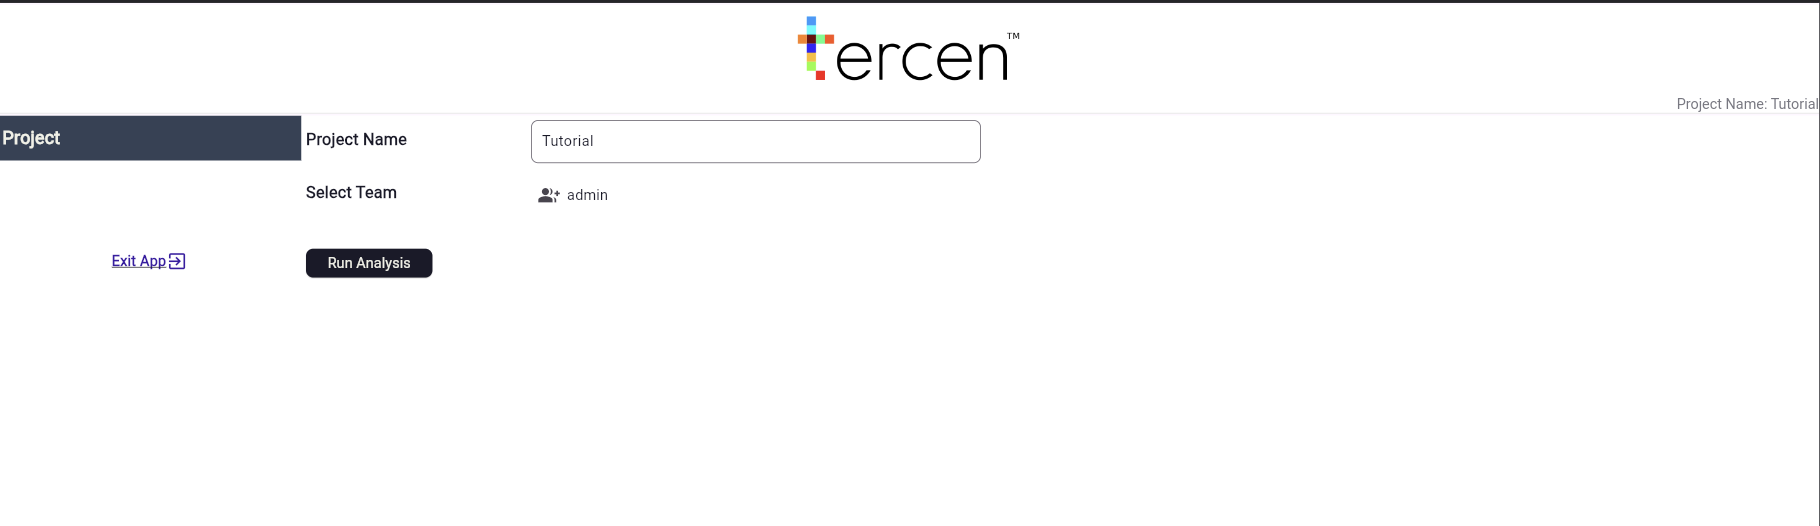 tercen™
Project Name: Tutorial
Project
Project Name
Tutorial
Select Team
admin
Exit App
Run Analysis